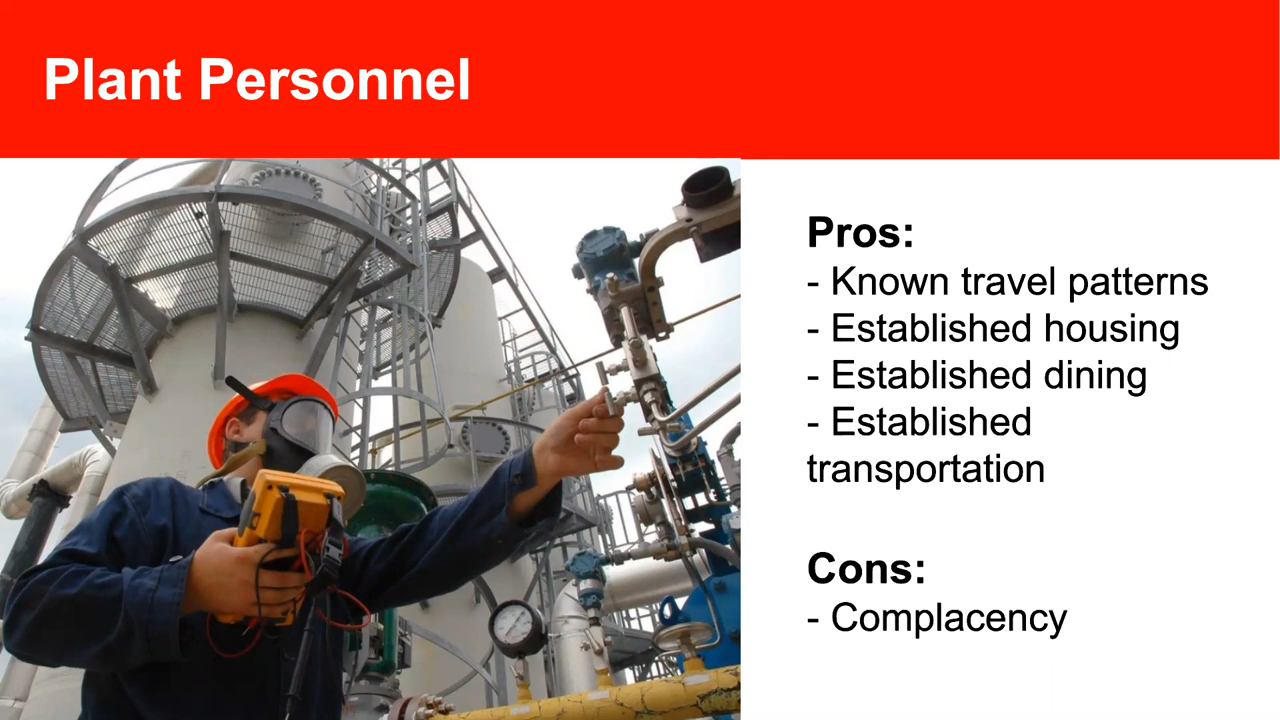 Plant Personnel
Pros:
- Known travel patterns
- Established housing
- Established dining
- Established
transportation
Cons:
- Complacency